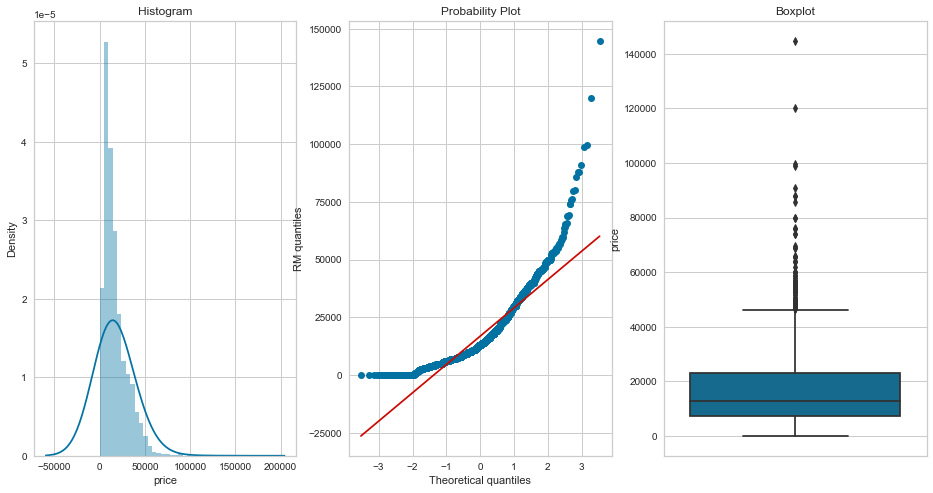 Histogram
1e−5
5
4
3
2
1
0
Density
−50000 0 50000 100000 150000 200000
price
Probability Plot
150000
125000
100000
75000
50000
25000
0
−25000
RM quantiles
−3 −2 −1 0 1 2 3
Theoretical quantiles
Boxplot
140000
120000
100000
80000
60000
40000
20000
0
price